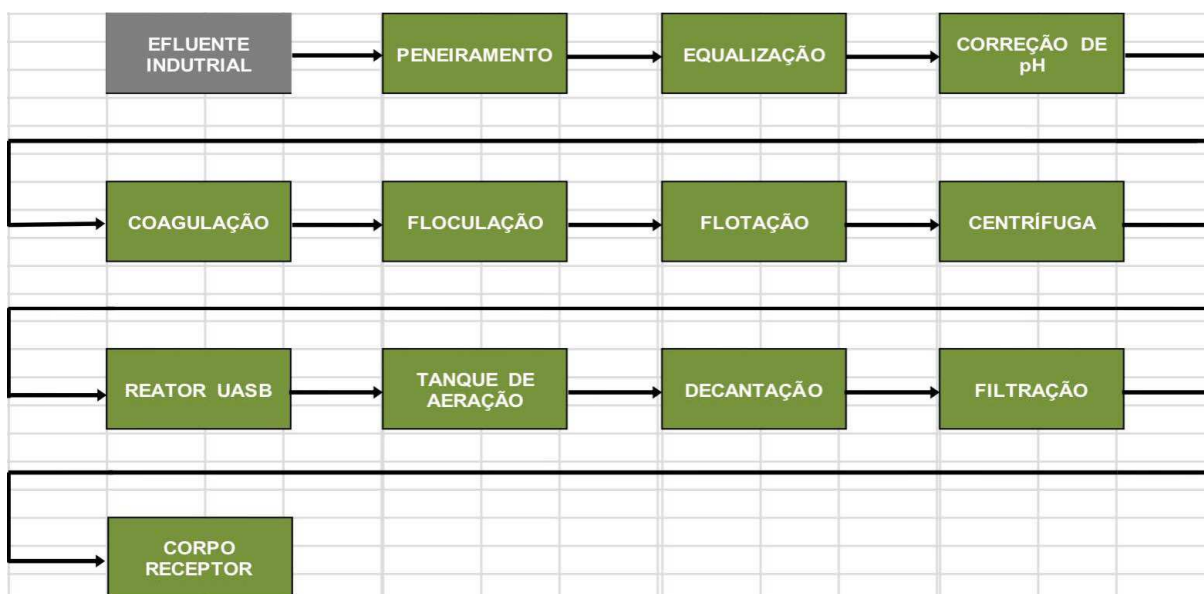 EFLUENTE
INDUTRIAL
PENEIRAMENTO
EQUALIZAÇÃO
CORREÇÃO DE
pH
COAGULAÇÃO
FLOCULAÇÃO
FLOTAÇÃO
CENTRÍFUGA
REATOR UASB
TANQUE DE
AERAÇÃO
DECANTAÇÃO
FILTRAÇÃO
CORPO
RECEPTOR